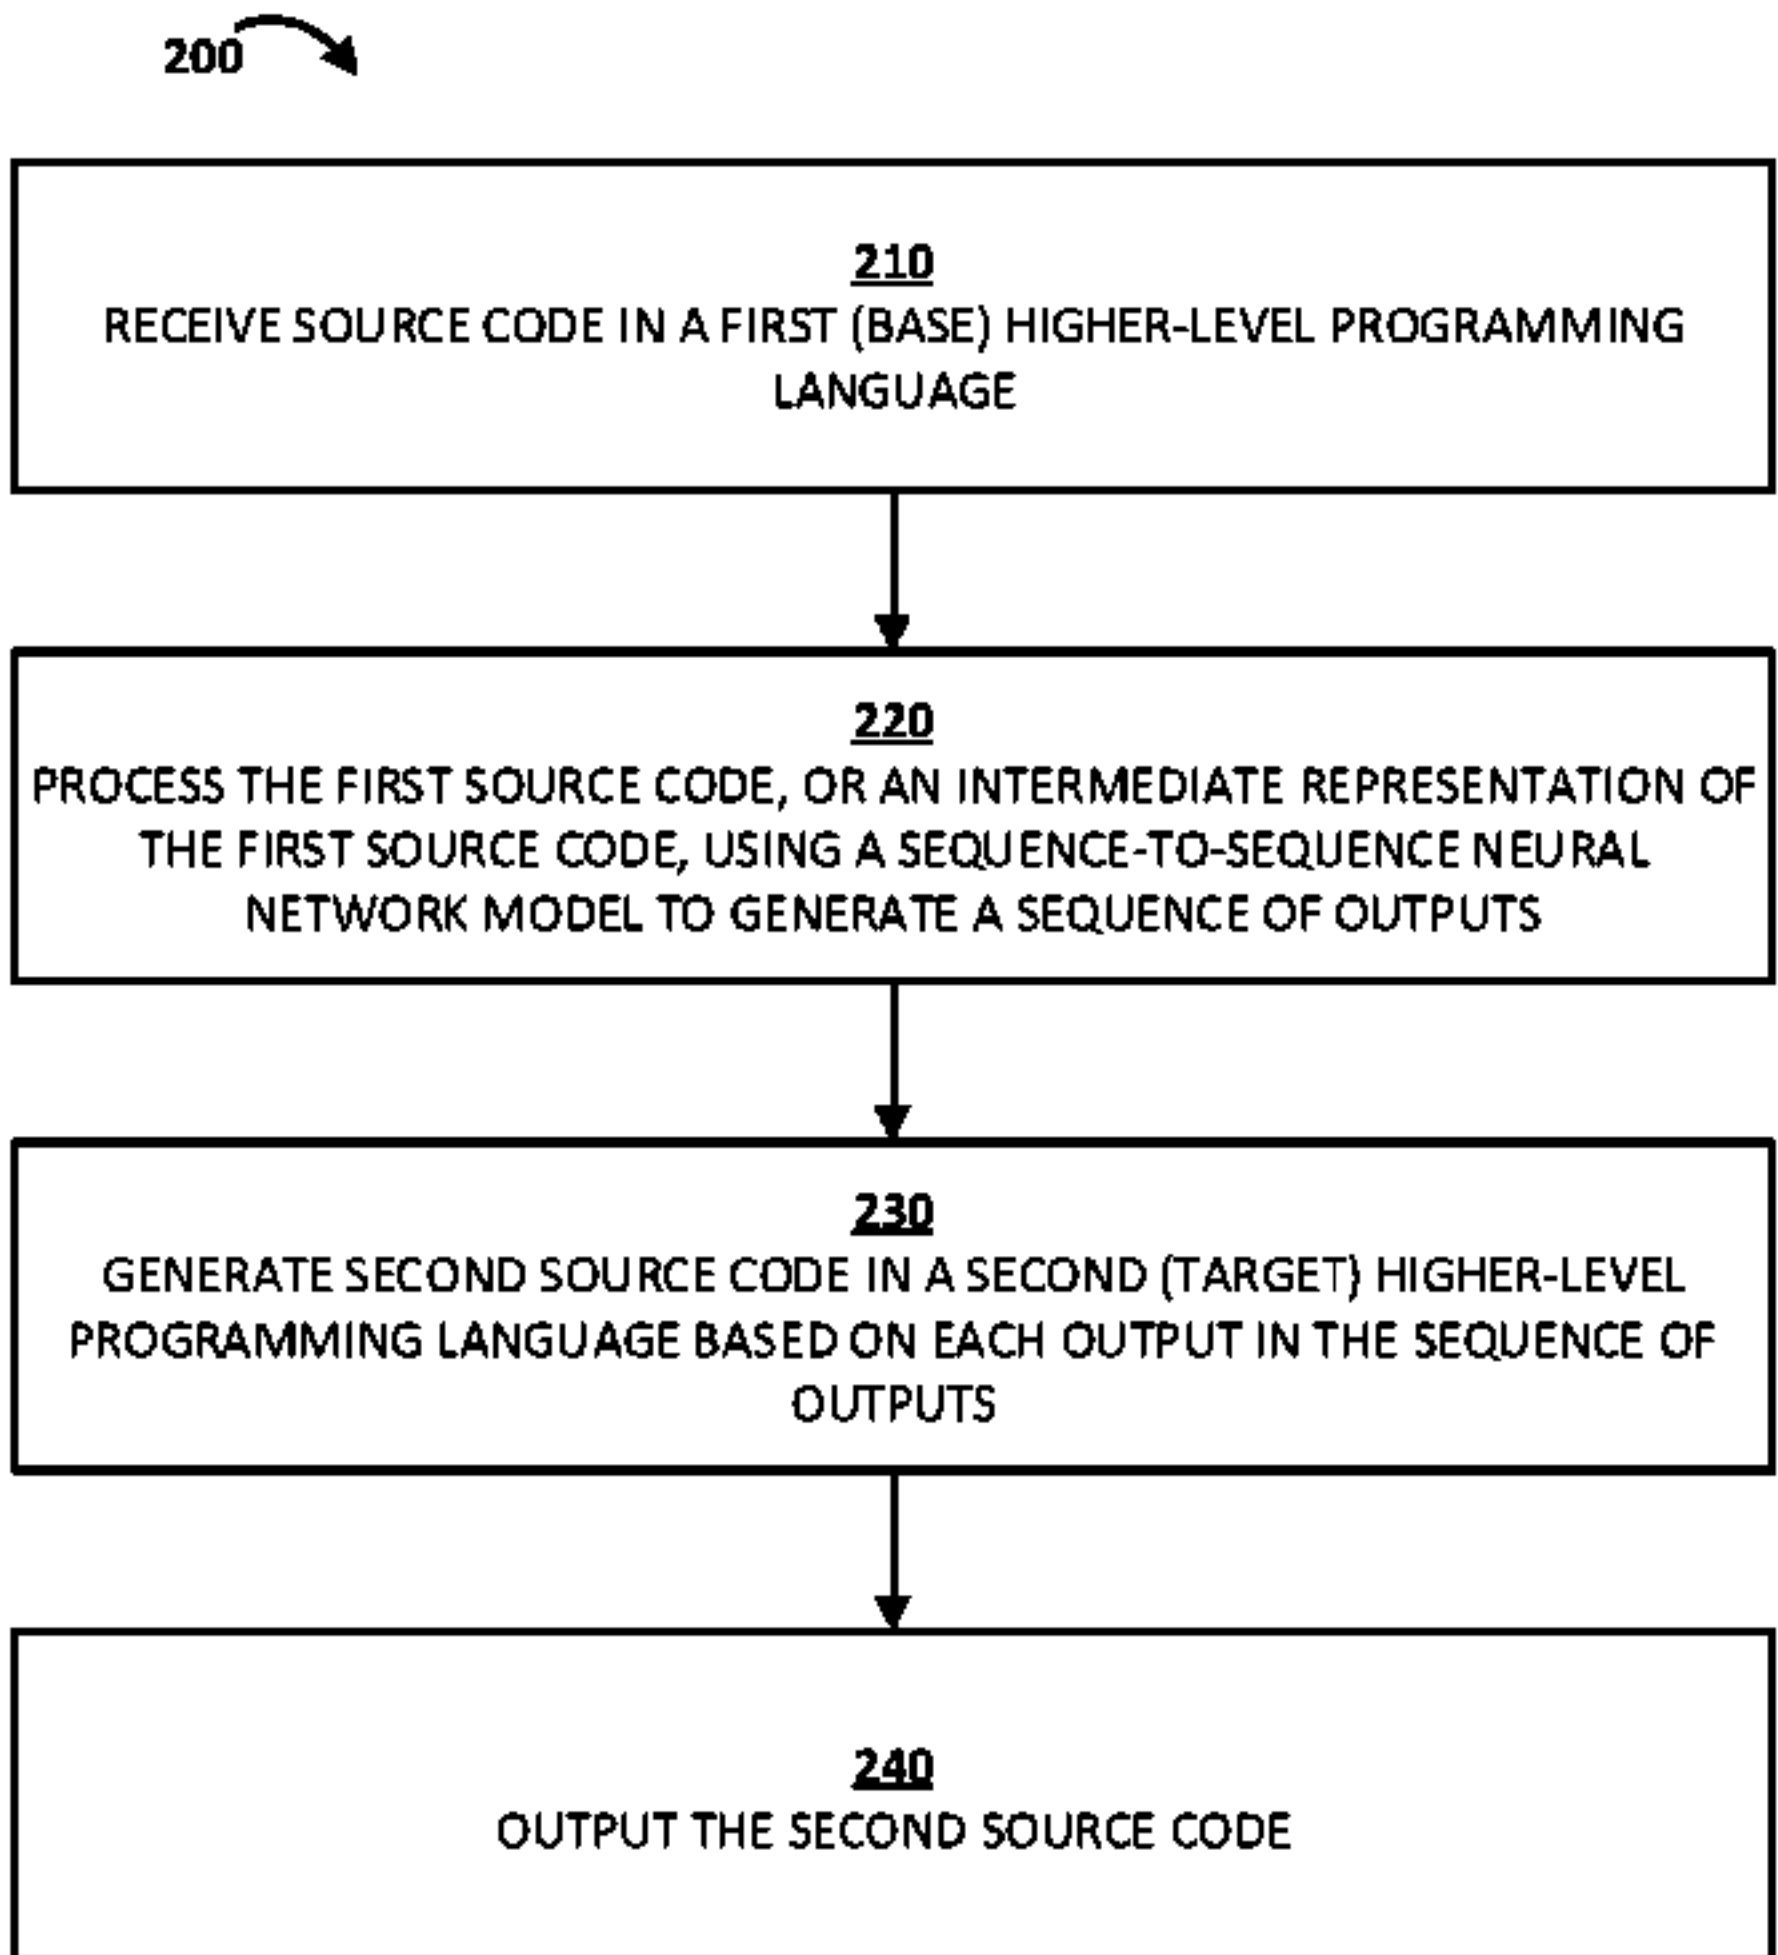 200
210
RECEIVE SOURCE CODE IN A FIRST (BASE) HIGHER-LEVEL PROGRAMMING
LANGUAGE
220
PROCESS THE FIRST SOURCE CODE, OR AN INTERMEDIATE REPRESENTATION OF
THE FIRST SOURCE CODE, USING A SEQUENCE-TO-SEQUENCE NEURAL
NETWORK MODEL TO GENERATE A SEQUENCE OF OUTPUTS
230
GENERATE SECOND SOURCE CODE IN A SECOND (TARGET) HIGHER-LEVEL
PROGRAMMING LANGUAGE BASED ON EACH OUTPUT IN THE SEQUENCE OF
OUTPUTS
240
OUTPUT THE SECOND SOURCE CODE